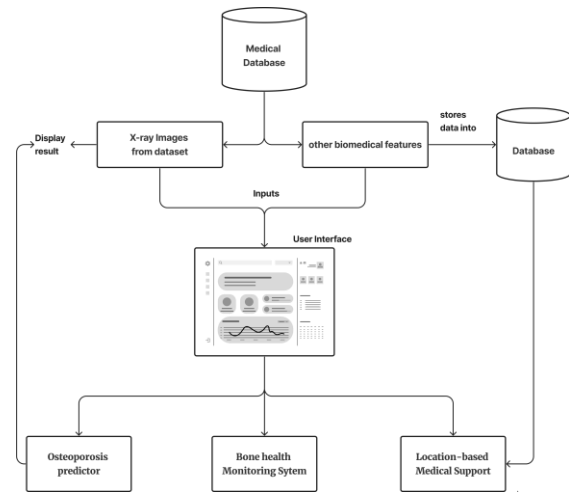 Medical
Database
stores
data into
Display
result
X-ray Images
from dataset
other biomedical features
Database
Inputs
User Interface
Osteoporosis
predictor
Bone health
Monitoring Sytem
Location-based
Medical Support